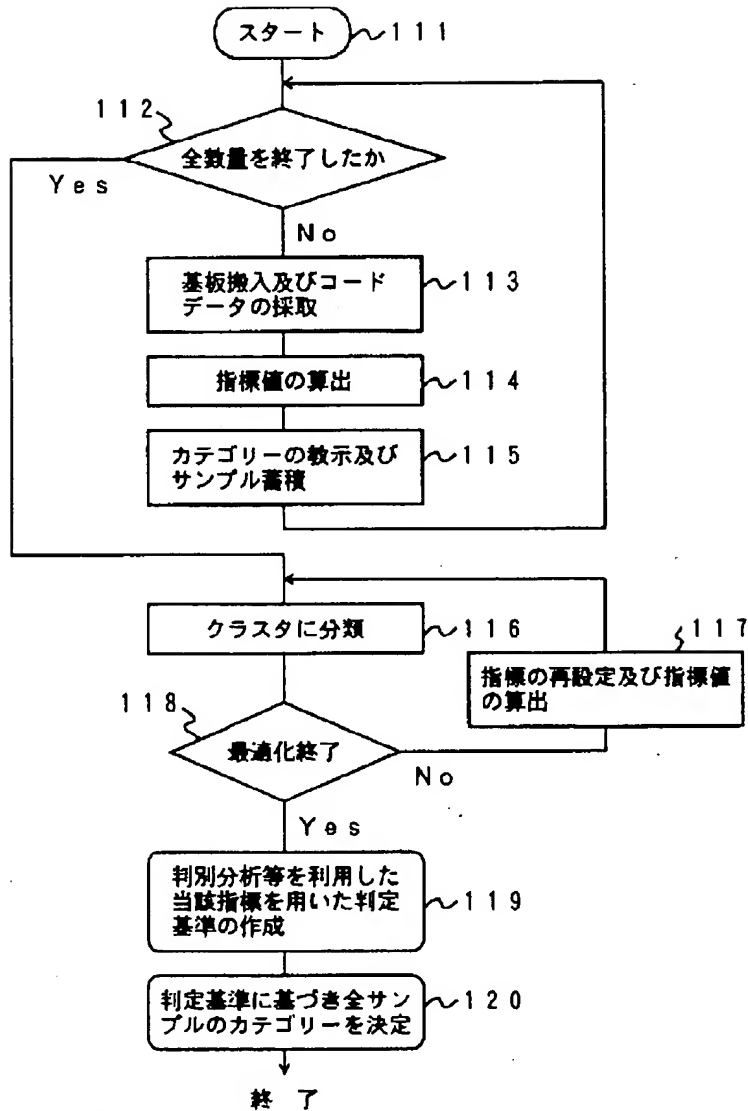 スタート
111
112
全数量を終了したか
Yes
No
基板搬入及びコード
データの採取
113
指標値の算出
114
カテゴリーの教示及び
サンプル蓄積
115
クラスタに分類
116
117
指標の再設定及び指標値
の算出
118
最適化終了
No
Yes
判別分析等を利用した
当該指標を用いた判定
基準の作成
119
判定基準に基づき全サン
プルのカテゴリーを決定
120
終了